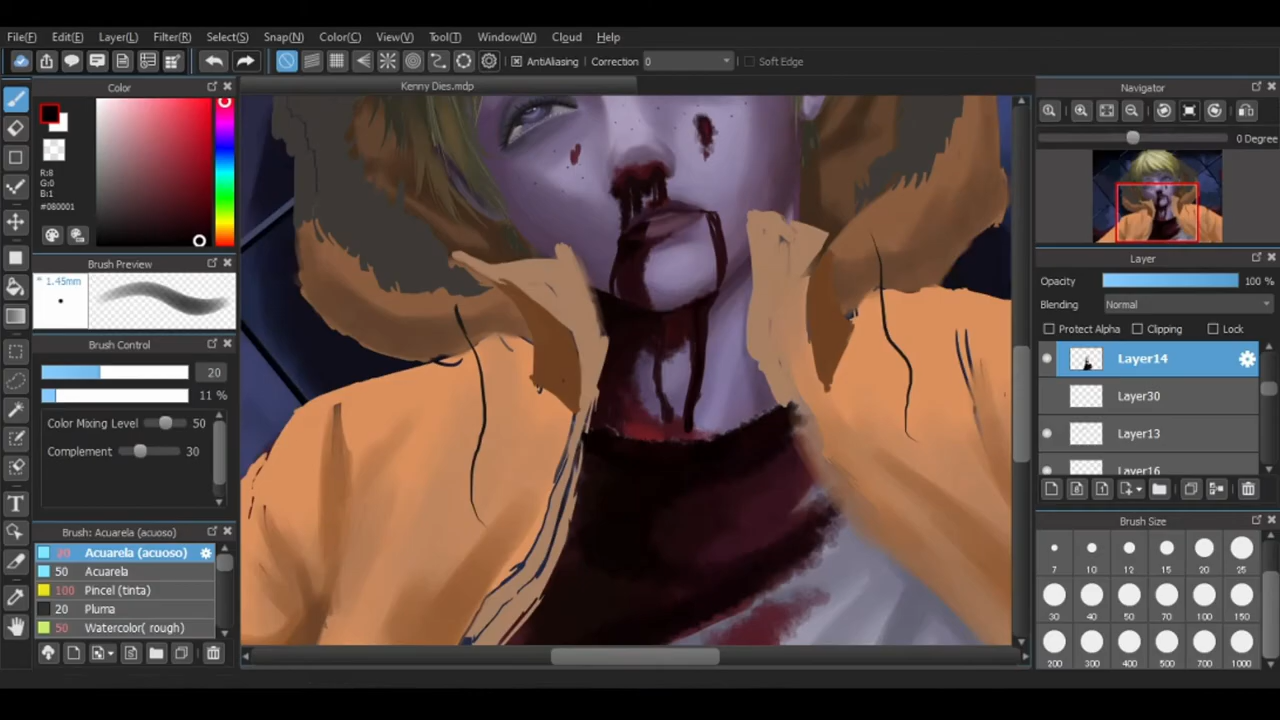 File(F) Edit(E) Layer(L) Filter(R) Select(S) Snap(N) Color(C) View(V) Tool(T) Window(W) Cloud Help
AntiAliasing Correction 0 Soft Edge
Color
Kenny Dies.mdp
Navigator
R:8
G:0
B:1
#080001
0 Degree
Brush Preview
1.45mm
Layer
Opacity 100 %
Blending Normal
Protect Alpha Clipping Lock
Brush Control
20
11 %
Color Mixing Level 50
Complement 30
Layer14
Layer30
Layer13
Layer16
Brush: Acuarela (acuoso)
20 Acuarela (acuoso)
50 Acuarela
100 Pincel (tinta)
20 Pluma
50 Watercolor( rough)
Brush Size
7 10 12 15 20 25
30 40 50 70 100 150
200 300 400 500 700 1000
T